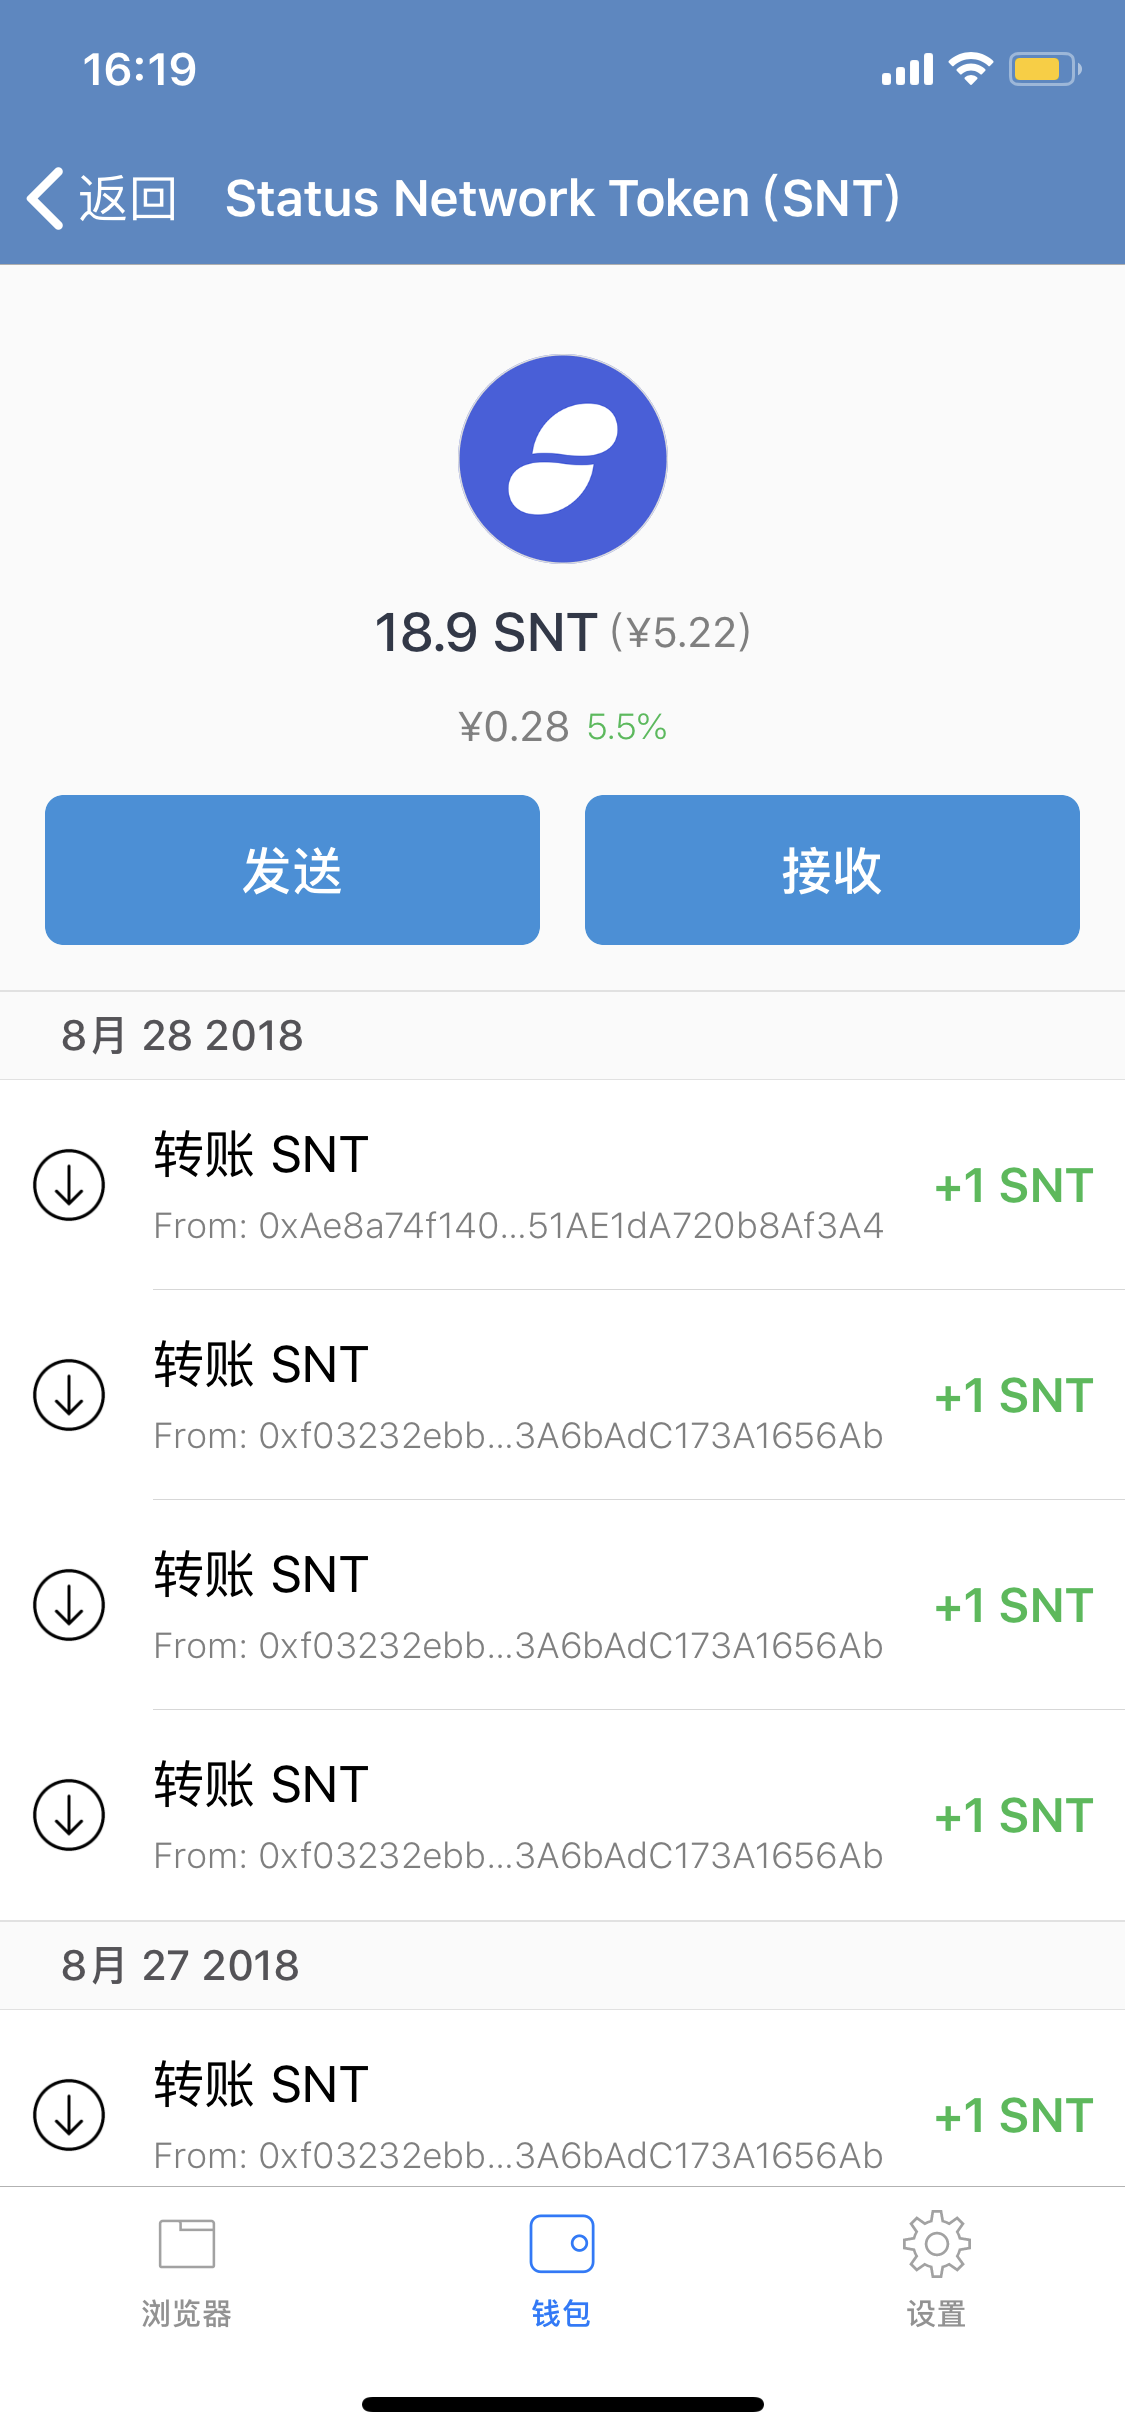 16:19
返回 Status Network Token (SNT)
18.9 SNT (¥5.22)
¥0.28 5.5%
发送 接收
8月 28 2018
转账 SNT
+1 SNT
From: 0xAe8a74f140...51AE1dA720b8Af3A4
转账 SNT
+1 SNT
From: 0xf03232ebb...3A6bAdC173A1656Ab
转账 SNT
+1 SNT
From: 0xf03232ebb...3A6bAdC173A1656Ab
转账 SNT
+1 SNT
From: 0xf03232ebb...3A6bAdC173A1656Ab
8月 27 2018
转账 SNT
+1 SNT
From: 0xf03232ebb...3A6bAdC173A1656Ab
浏览器 钱包 设置